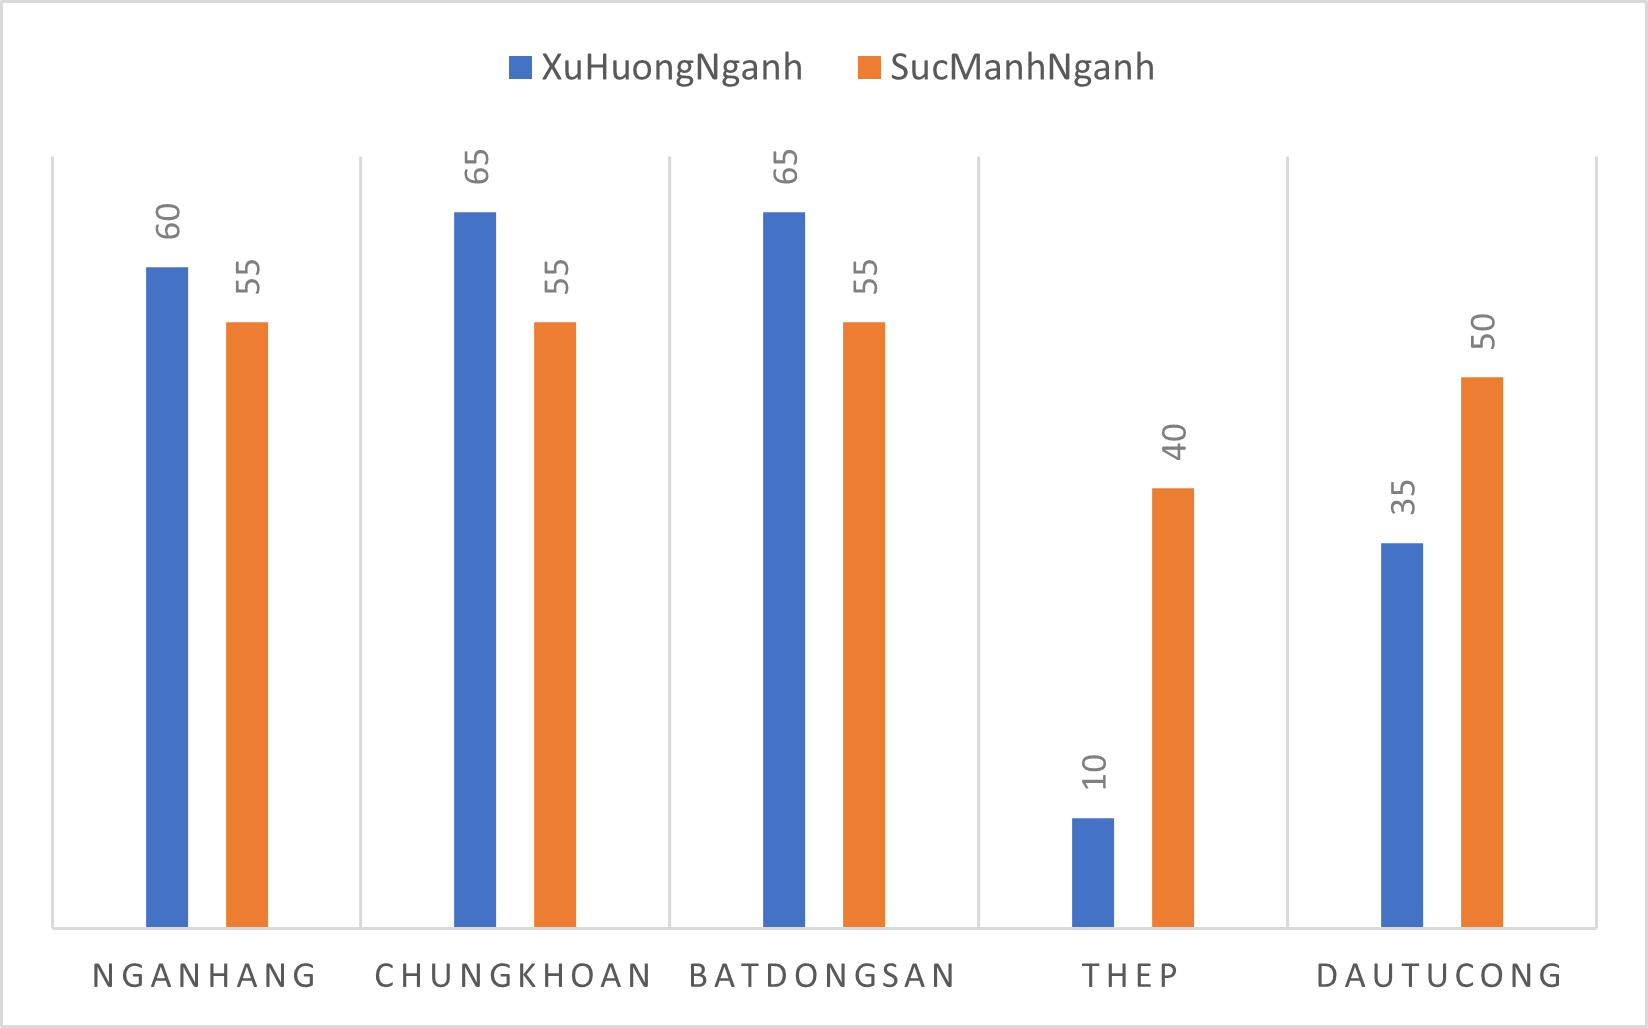 XuHuongNganh SucManhNganh
60 55 65 55 65 55 10 40 35 50
NGANHANG CHUNGKHOAN BATDONGSAN THEP DAUTUCONG